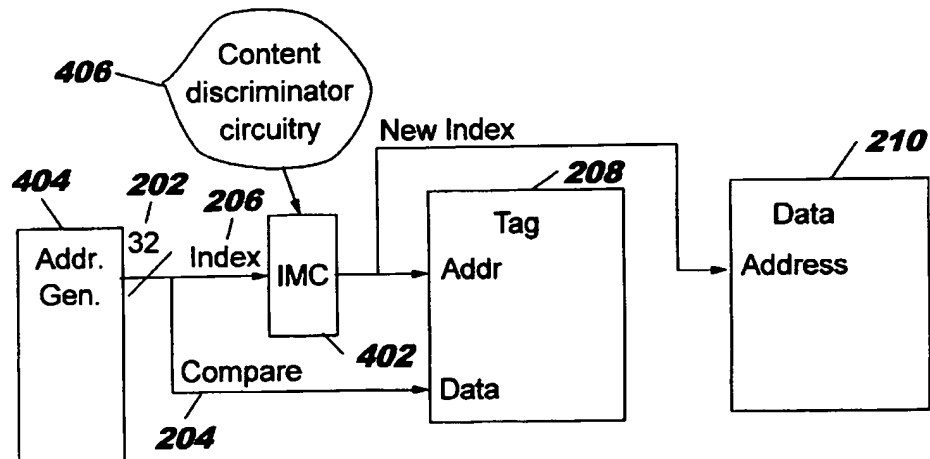 Content
discriminator
circuitry
406
New Index
210
404
202
206
208
32
Tag
Data
Addr.
Gen.
Index
IMC
Addr
Address
402
Compare
Data
204